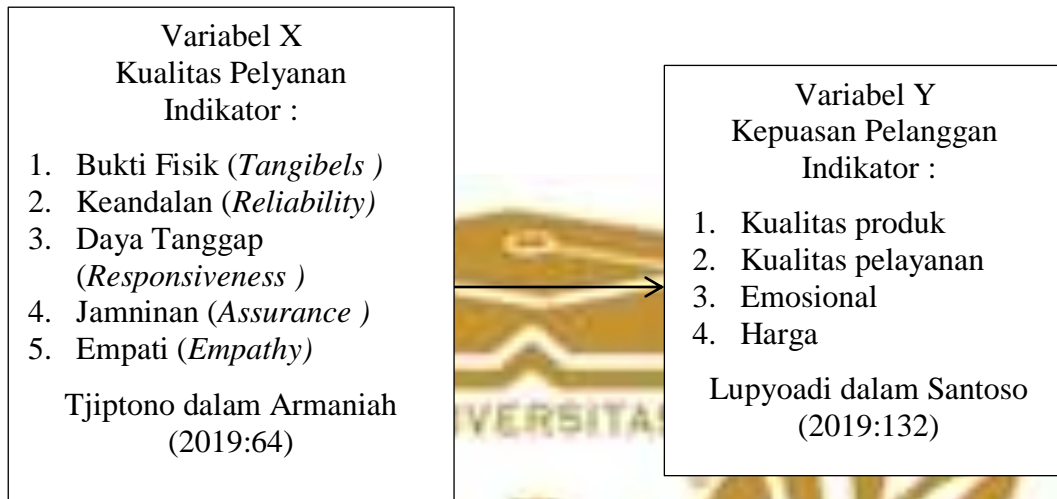 Variabel X
Kualitas Pelyanan
Indikator :
1. Bukti Fisik (Tangibels )
2. Keandalan (Reliability)
3. Daya Tanggap
(Responsiveness )
4. Jamninan (Assurance )
5. Empati (Empathy)
Tjiptono dalam Armaniah
(2019:64)
Variabel Y
Kepuasan Pelanggan
Indikator :
1. Kualitas produk
2. Kualitas pelayanan
3. Emosional
4. Harga
Lupyoadi dalam Santoso
(2019:132)
IVERSITAS